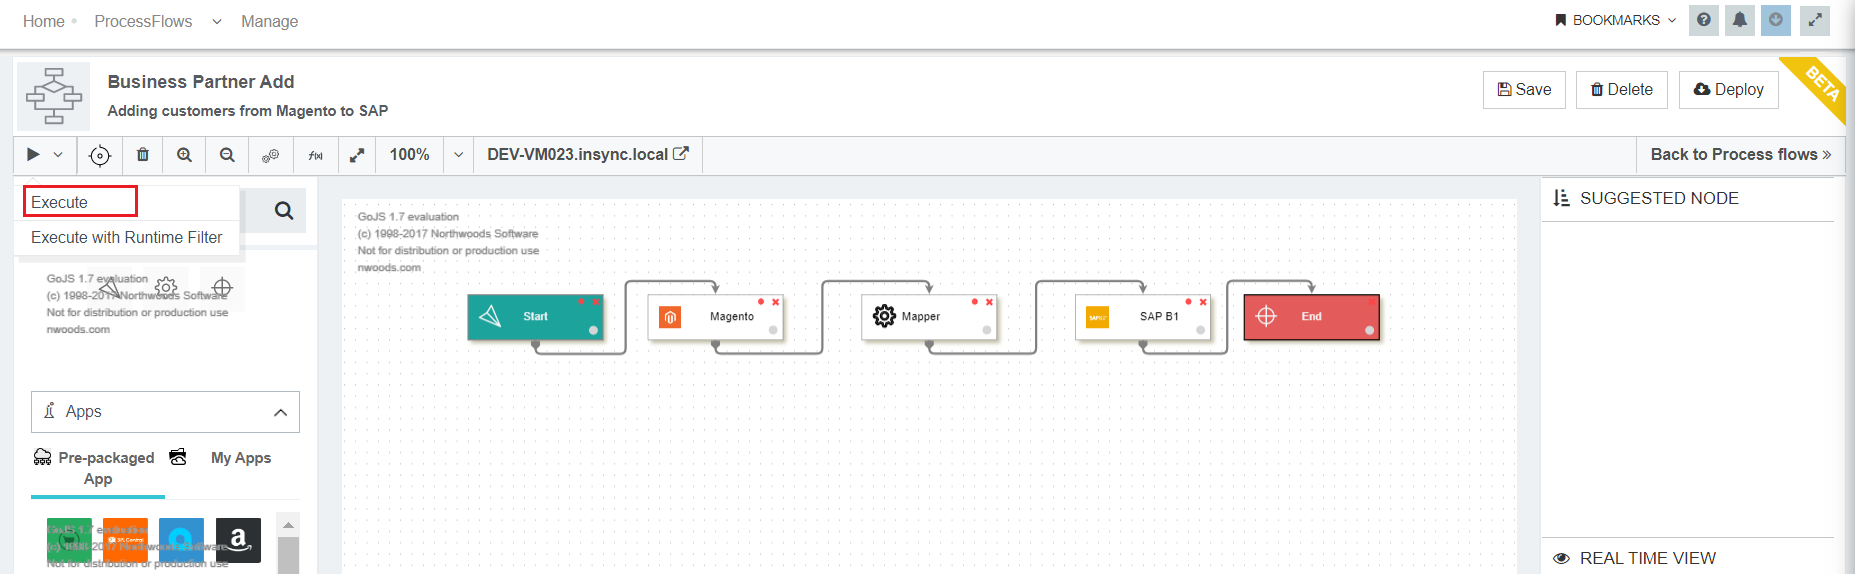 Home ProcessFlows Manage
BOOKMARKS
Business Partner Add
Adding customers from Magento to SAP
Save Delete Deploy
BETA
f(x) 100% DEV-VM023.insync.local Back to Process flows »
Execute
Execute with Runtime Filter
GoJS 1.7 evaluation
(c) 1998-2017 Northwoods Software
Not for distribution or production use
nwoods.com
Apps
Pre-packaged App
My Apps
GoJS 1.7 evaluation
(c) 1998-2017 Northwoods Software
Not for distribution or production use
3PL Central
a
GoJS 1.7 evaluation
(c) 1998-2017 Northwoods Software
Not for distribution or production use
nwoods.com
Start
Magento
Mapper
SAP B1
End
SUGGESTED NODE
REAL TIME VIEW